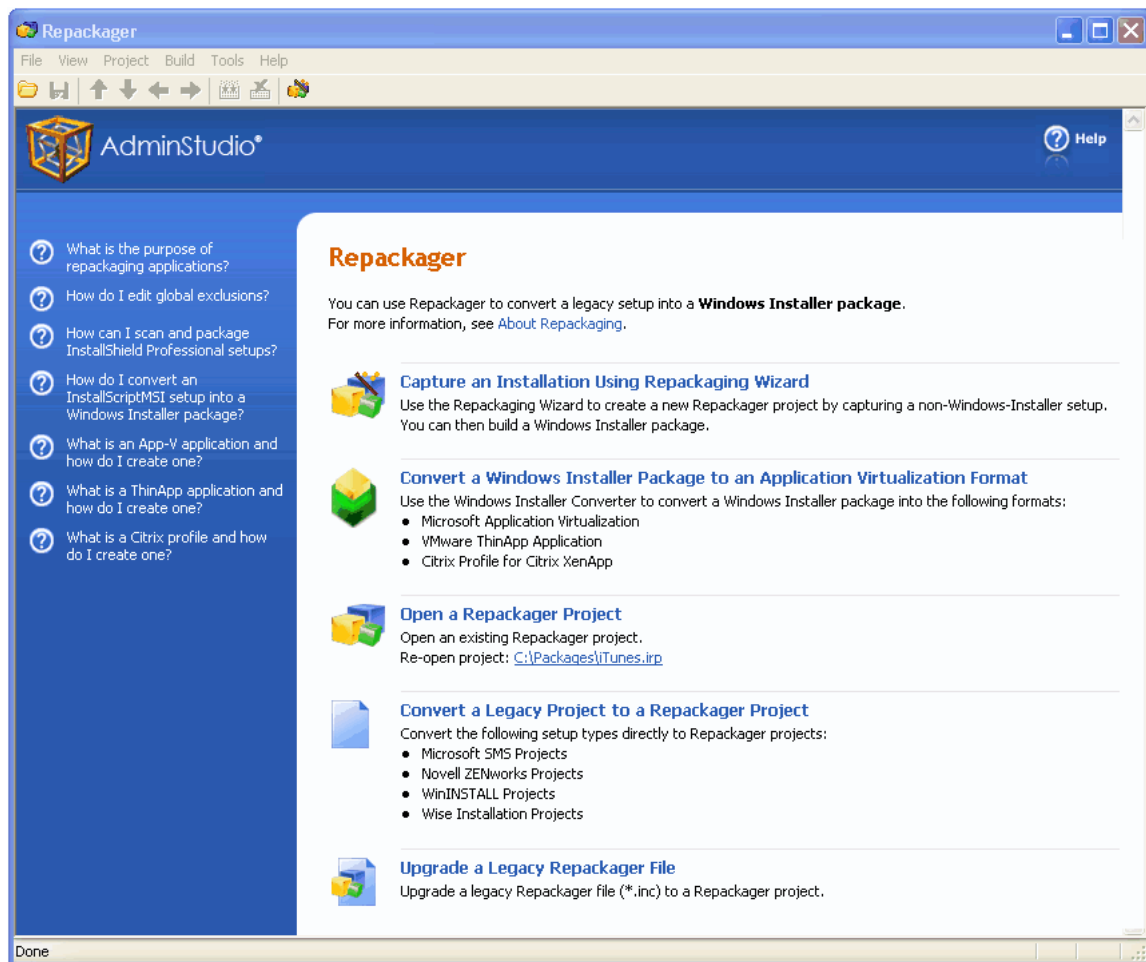 Repackager
File View Project Build Tools Help
AdminStudio®
Help
What is the purpose of
repackaging applications?
How do I edit global exclusions?
How can I scan and package
InstallShield Professional setups?
How do I convert an
InstallScriptMSI setup into a
Windows Installer package?
What is an App-V application and
how do I create one?
What is a ThinApp application and
how do I create one?
What is a Citrix profile and how
do I create one?
Repackager
You can use Repackager to convert a legacy setup into a Windows Installer package.
For more information, see About Repackaging.
Capture an Installation Using Repackaging Wizard
Use the Repackaging Wizard to create a new Repackager project by capturing a non-Windows-Installer setup.
You can then build a Windows Installer package.
Convert a Windows Installer Package to an Application Virtualization Format
Use the Windows Installer Converter to convert a Windows Installer package into the following formats:
● Microsoft Application Virtualization
● VMware ThinApp Application
● Citrix Profile for Citrix XenApp
Open a Repackager Project
Open an existing Repackager project.
Re-open project: C:\Packages\iTunes.irp
Convert a Legacy Project to a Repackager Project
Convert the following setup types directly to Repackager projects:
● Microsoft SMS Projects
● Novell ZENworks Projects
● WinINSTALL Projects
● Wise Installation Projects
Upgrade a Legacy Repackager File
Upgrade a legacy Repackager file (*.inc) to a Repackager project.
Done